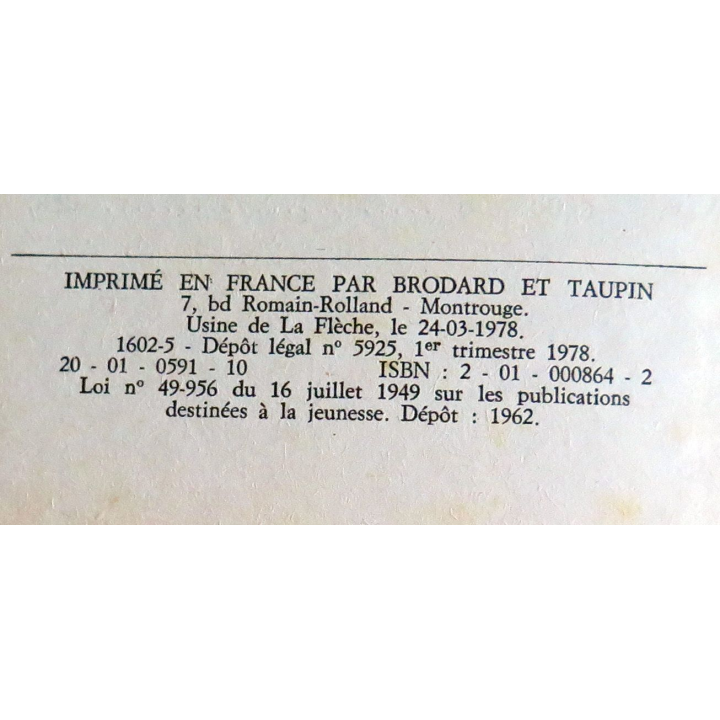 IMPRIMÉ EN FRANCE PAR BRODARD ET TAUPIN
7, bd Romain-Rolland - Montrouge.
Usine de La Flèche, le 24-03-1978.
1602-5 - Dépôt légal nº 5925, 1er trimestre 1978.
20 - 01 - 0591 - 10 ISBN : 2 - 01 - 000864 - 2
Loi nº 49-956 du 16 juillet 1949 sur les publications
destinées à la jeunesse. Dépôt : 1962.